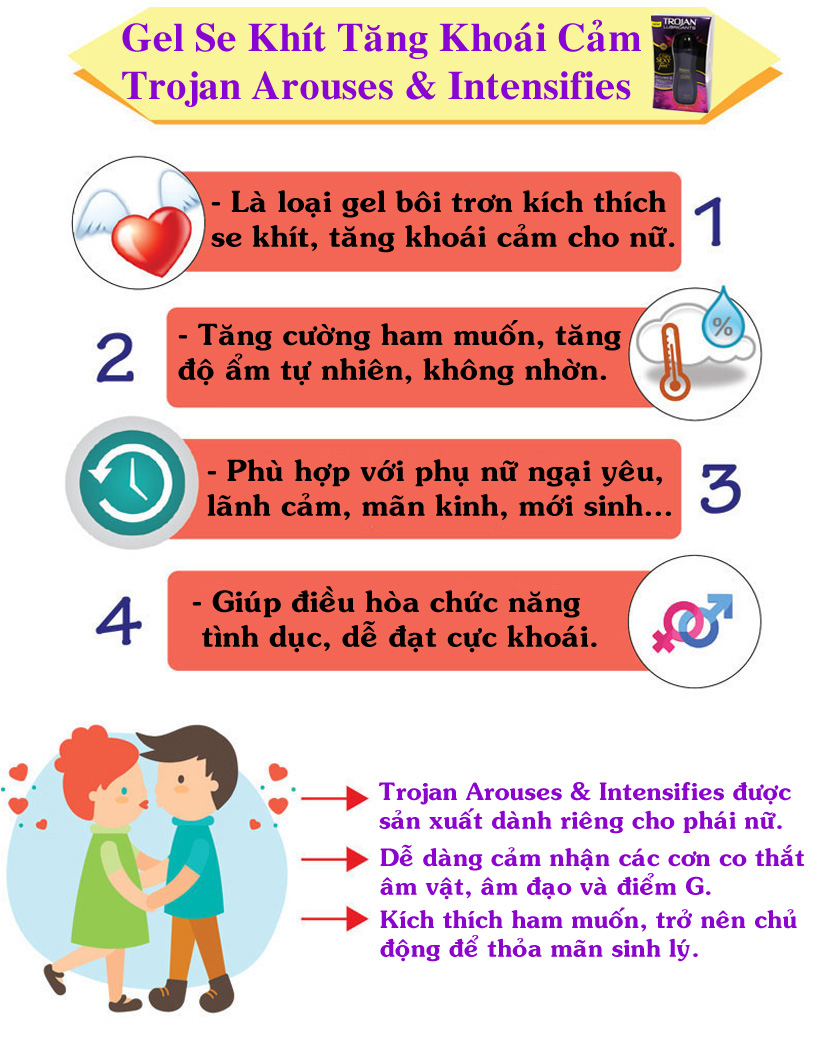 Gel Se Khít Tăng Khoái Cảm
Trojan Arouses & Intensifies
TROJAN
LUBRICANTS
- Là loại gel bôi trơn kích thích
se khít, tăng khoái cảm cho nữ.
1
2
- Tăng cường ham muốn, tăng
độ ẩm tự nhiên, không nhờn.
%
- Phù hợp với phụ nữ ngại yêu,
lãnh cảm, mãn kinh, mới sinh...
3
4
- Giúp điều hòa chức năng
tình dục, dễ đạt cực khoái.
Trojan Arouses & Intensifies được
sản xuất dành riêng cho phái nữ.
Dễ dàng cảm nhận các cơn co thắt
âm vật, âm đạo và điểm G.
Kích thích ham muốn, trở nên chủ
động để thỏa mãn sinh lý.